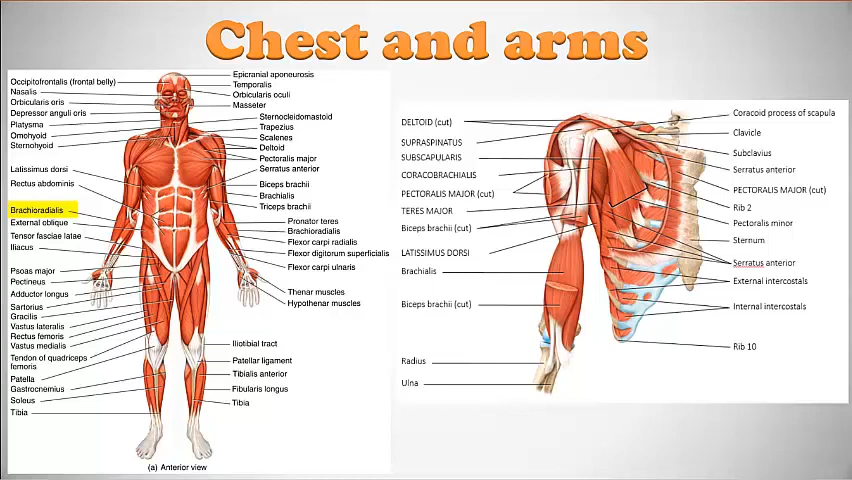 Chest and arms
Occipitofrontalis (frontal belly)
Nasalis
Orbicularis oris
Depressor anguli oris
Platysma
Omohyoid
Sternohyoid
Latissimus dorsi
Rectus abdominis
Brachioradialis
External oblique
Tensor fasciae latae
Iliacus
Psoas major
Pectineus
Adductor longus
Sartorius
Gracilis
Vastus lateralis
Rectus femoris
Vastus medialis
Tendon of quadriceps
femoris
Patella
Gastrocnemius
Soleus
Tibia
Epicranial aponeurosis
Temporalis
Orbicularis oculi
Masseter
Sternocleidomastoid
Trapezius
Scalenes
Deltoid
Pectoralis major
Serratus anterior
Biceps brachii
Brachialis
Triceps brachii
Pronator teres
Brachioradialis
Flexor carpi radialis
Flexor digitorum superficialis
Flexor carpi ulnaris
Thenar muscles
Hypothenar muscles
Iliotibial tract
Patellar ligament
Tibialis anterior
Fibularis longus
Tibia
(a) Anterior view
DELTOID (cut)
SUPRASPINATUS
SUBSCAPULARIS
CORACOBRACHIALIS
PECTORALIS MAJOR (cut)
TERES MAJOR
Biceps brachii (cut)
LATISSIMUS DORSI
Brachialis
Biceps brachii (cut)
Radius
Ulna
Coracoid process of scapula
Clavicle
Subclavius
Serratus anterior
PECTORALIS MAJOR (cut)
Rib 2
Pectoralis minor
Sternum
Serratus anterior
External intercostals
Internal intercostals
Rib 10